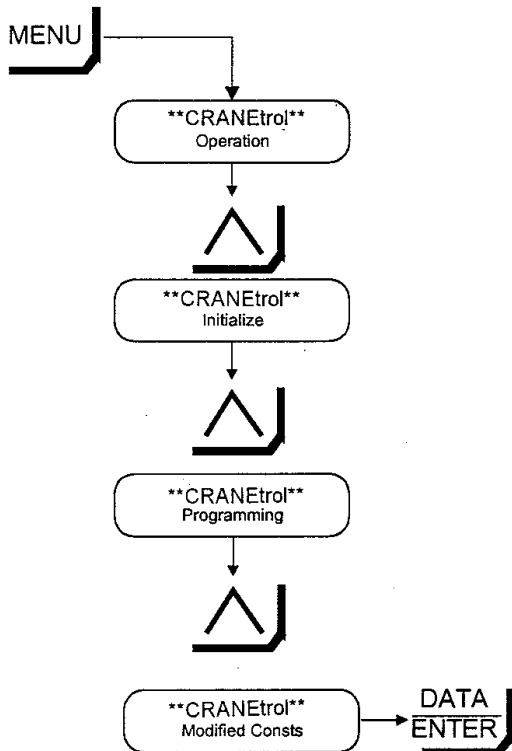 MENU
**CRANEtrol**
Operation
**CRANEtrol**
Initialize
**CRANEtrol**
Programming
**CRANEtrol**
Modified Consts
DATA
ENTER